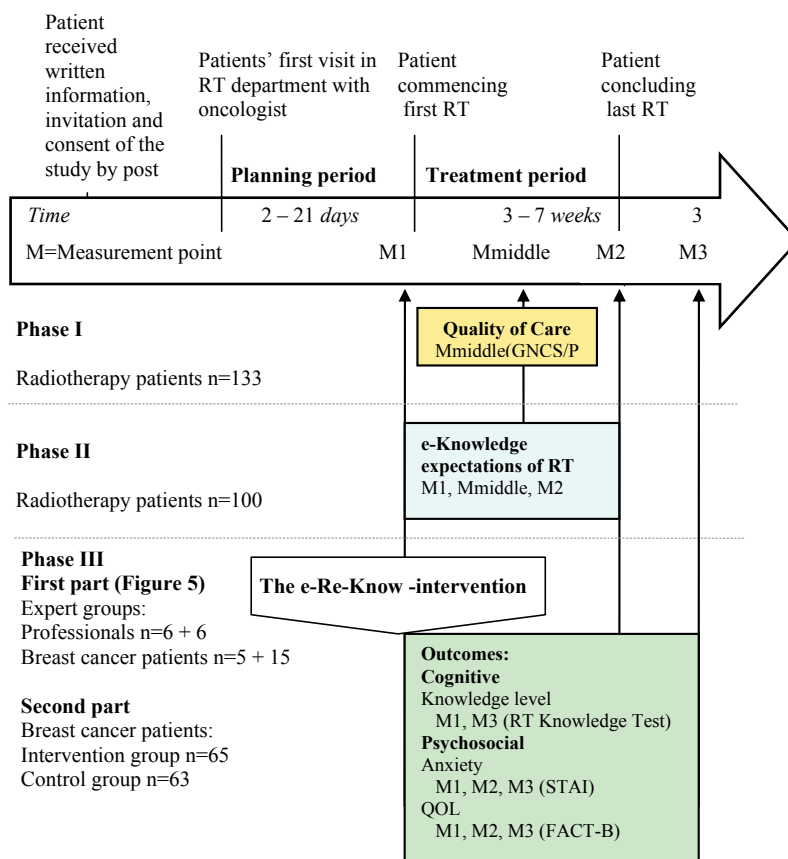 Patient
received
written
information,
invitation and
consent of the
study by post
Patients’ first visit in
RT department with
oncologist
Patient
commencing
first RT
Patient
concluding
last RT
Planning period
Treatment period
Time
2 – 21 days
3 – 7 weeks
3
M=Measurement point
M1
Mmiddle
M2
M3
Phase I
Radiotherapy patients n=133
Quality of Care
Mmiddle(GNCS/P
Phase II
Radiotherapy patients n=100
e-Knowledge
expectations of RT
M1, Mmiddle, M2
Phase III
First part (Figure 5)
Expert groups:
Professionals n=6 + 6
Breast cancer patients n=5 + 15
Second part
Breast cancer patients:
Intervention group n=65
Control group n=63
The e-Re-Know -intervention
Outcomes:
Cognitive
Knowledge level
M1, M3 (RT Knowledge Test)
Psychosocial
Anxiety
M1, M2, M3 (STAI)
QOL
M1, M2, M3 (FACT-B)